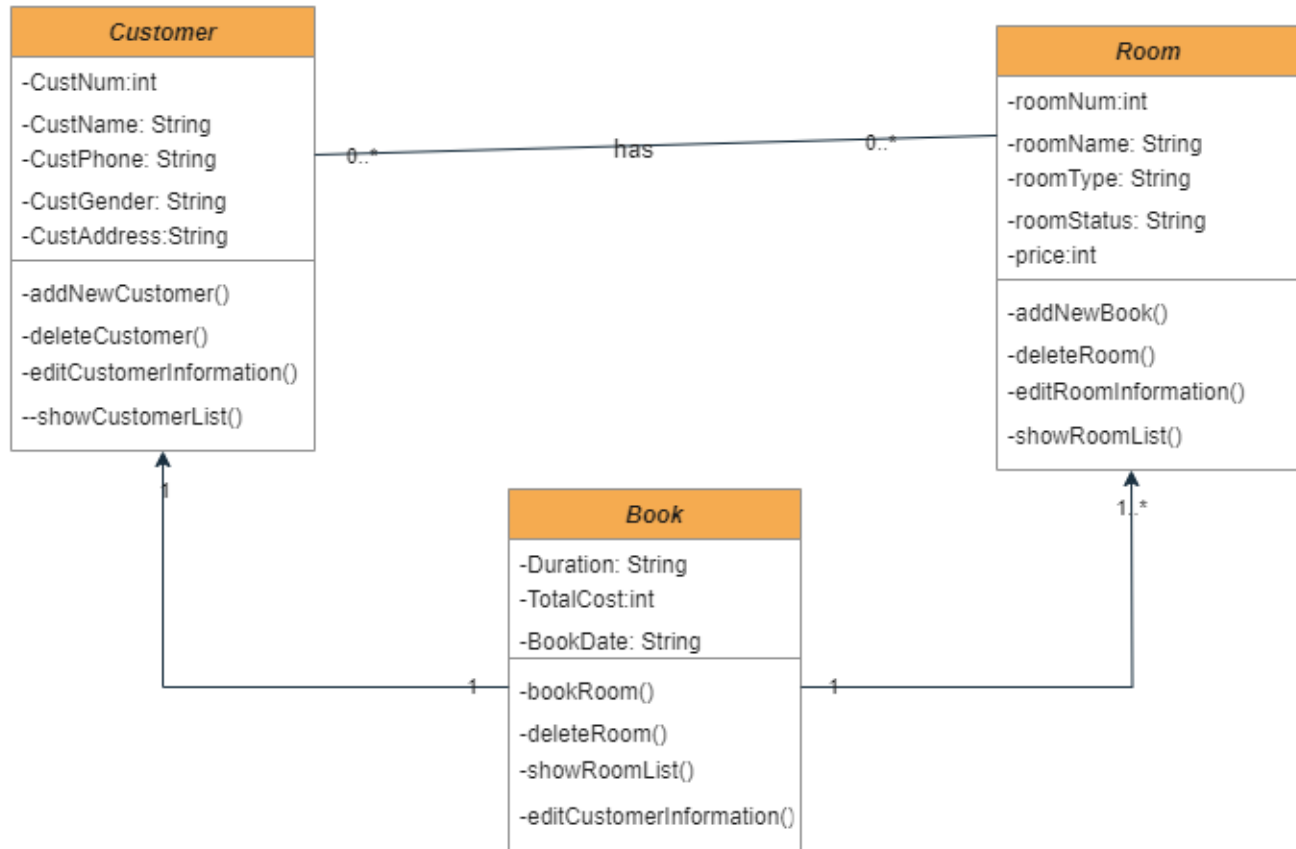 Customer
-CustNum:int
-CustName: String
-CustPhone: String
-CustGender: String
-CustAddress:String
-addNewCustomer()
-deleteCustomer()
-editCustomerInformation()
--showCustomerList()
0..*
has
0..*
Room
-roomNum:int
-roomName: String
-roomType: String
-roomStatus: String
-price:int
-addNewBook()
-deleteRoom()
-editRoomInformation()
-showRoomList()
1
1..*
Book
-Duration: String
-TotalCost:int
-BookDate: String
-bookRoom()
-deleteRoom()
-showRoomList()
-editCustomerInformation()
1
1